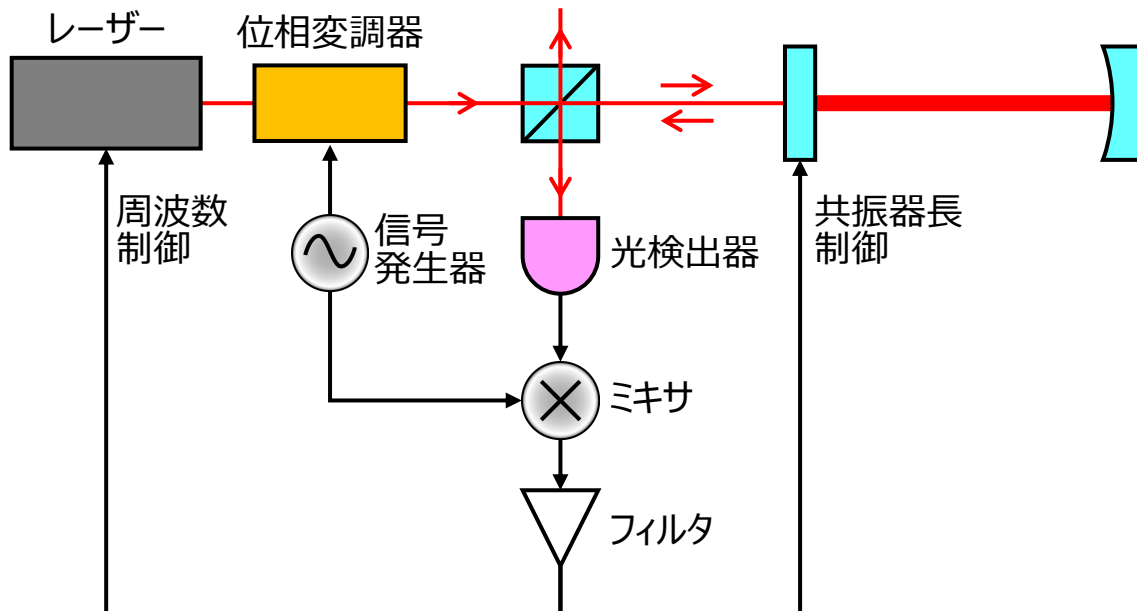 レーザー
位相変調器
周波数
制御
信号
発生器
光検出器
共振器長
制御
ミキサ
フィルタ